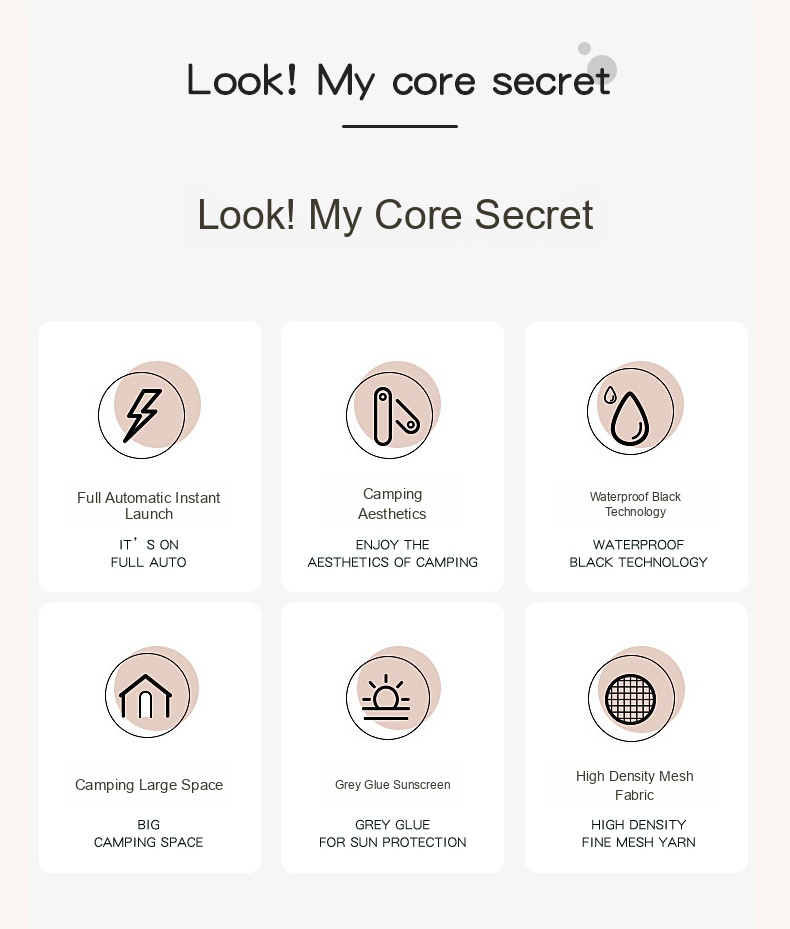 Look! My core secret
Look! My Core Secret
Full Automatic Instant
Launch
IT’S ON
FULL AUTO
Camping
Aesthetics
ENJOY THE
AESTHETICS OF CAMPING
Waterproof Black
Technology
WATERPROOF
BLACK TECHNOLOGY
Camping Large Space
BIG
CAMPING SPACE
Grey Glue Sunscreen
GREY GLUE
FOR SUN PROTECTION
High Density Mesh
Fabric
HIGH DENSITY
FINE MESH YARN